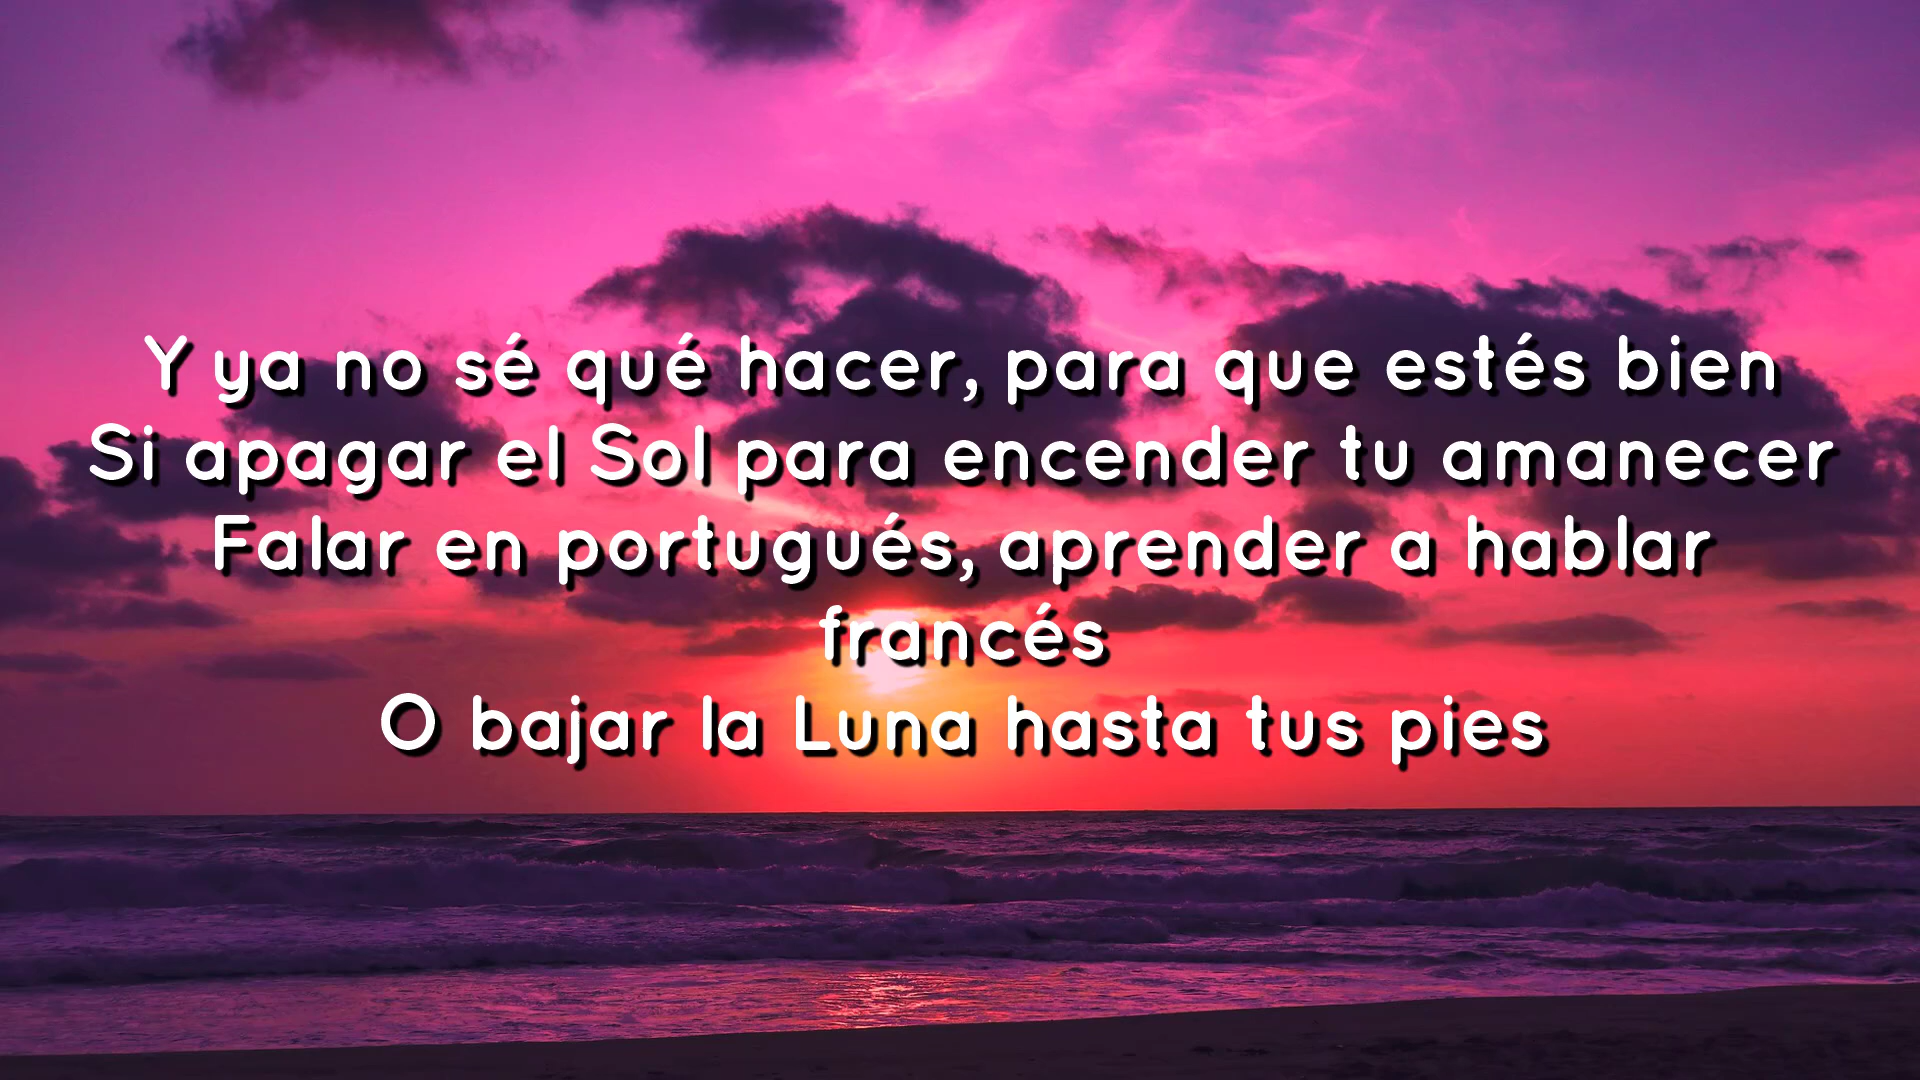 Y ya no sé qué hacer, para que estés bien
Si apagar el Sol para encender tu amanecer
Falar en portugués, aprender a hablar
francés
O bajar la Luna hasta tus pies